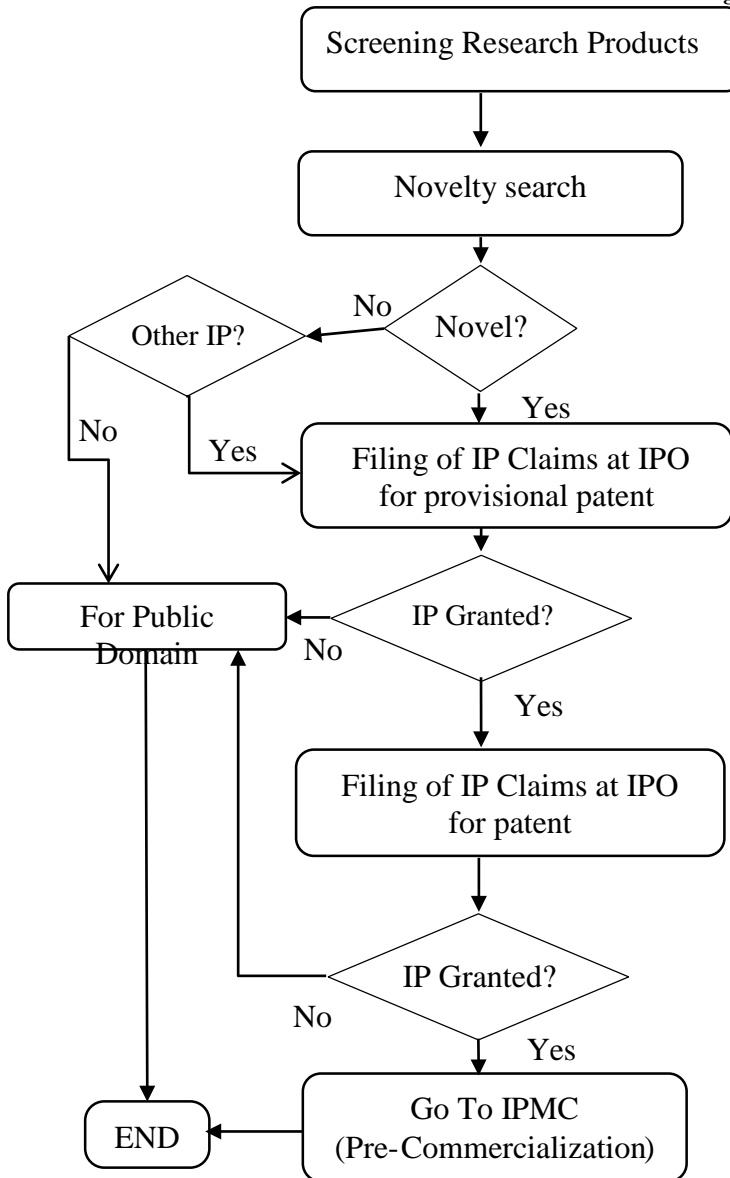 Screening Research Products
Novelty search
No
Other IP?
Novel?
No
Yes
Yes
Filing of IP Claims at IPO
for provisional patent
For Public
Domain
IP Granted?
No
Yes
Filing of IP Claims at IPO
for patent
IP Granted?
No
Yes
Go To IPMC
(Pre-Commercialization)
END